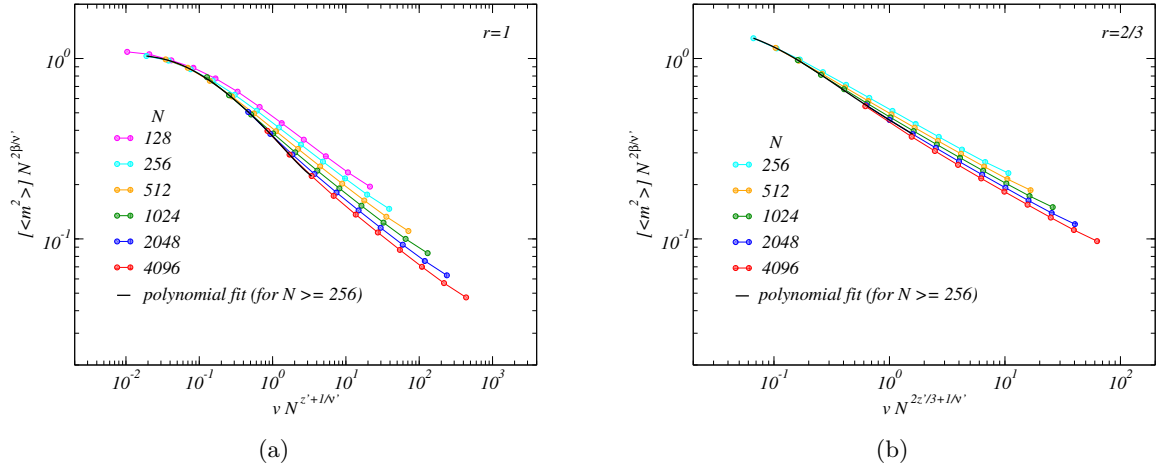 r=1
[<m²>] N^{2β/ν'}
10^0
10^{-1}
N
128
256
512
1024
2048
4096
polynomial fit (for N >= 256)
10^{-2} 10^{-1} 10^0 10^1 10^2 10^3
v N^{z'+1/ν'}
(a)
r=2/3
[<m²>] N^{2β/ν'}
10^0
10^{-1}
N
256
512
1024
2048
4096
polynomial fit (for N >= 256)
10^{-1} 10^0 10^1 10^2
v N^{2z'/3+1/ν'}
(b)